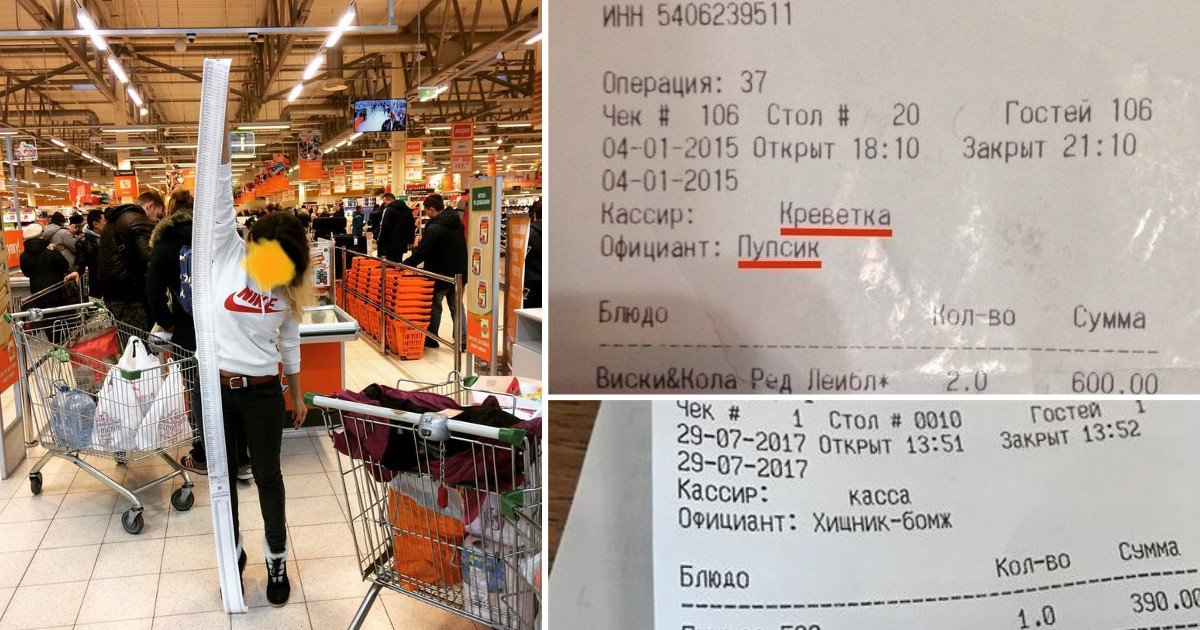 АКЦИЯ
NIKE
ИНН 5406239511
Операция: 37
Чек # 106 Стол # 20 Гостей 106
04-01-2015 Открыт 18:10 Закрыт 21:10
04-01-2015
Кассир: Креветка
Официант: Пупсик
Блюдо Кол-во Сумма
Виски&Кола Ред Лейбл* 2.0 600.00
Чек # 1 Стол # 0010 Гостей 1
29-07-2017 Открыт 13:51 Закрыт 13:52
29-07-2017
Кассир: касса
Официант: Хищник-бомж
Блюдо Кол-во Сумма
1.0 390.00